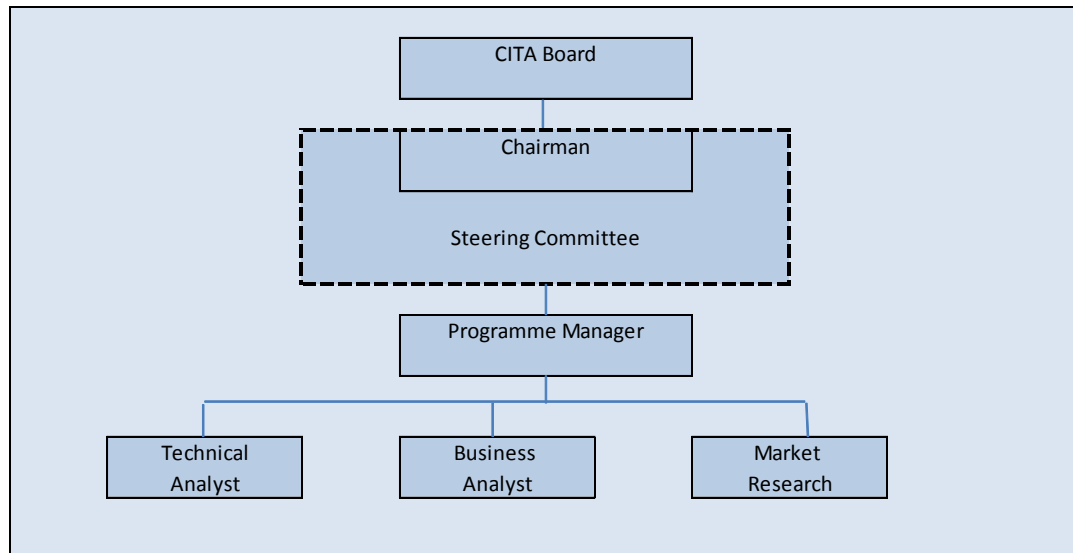 CITA Board
Chairman
Steering Committee
Programme Manager
Technical
Analyst
Business
Analyst
Market
Research